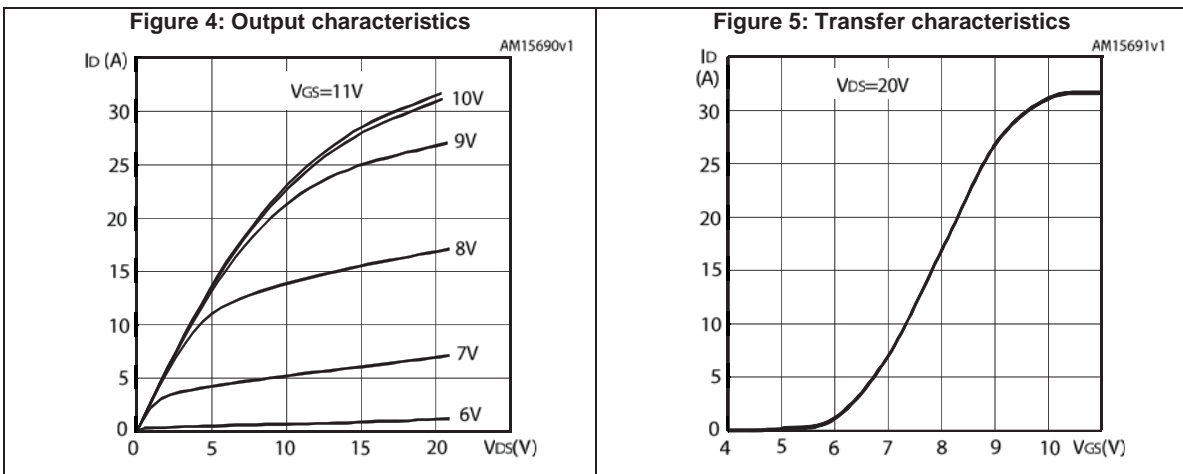 Figure 4: Output characteristics
AM15690v1
ID (A)
VGS=11V
10V
9V
8V
7V
6V
30
25
20
15
10
5
0
0 5 10 15 20 VDS(V)
Figure 5: Transfer characteristics
AM15691v1
ID
(A)
VDS=20V
30
25
20
15
10
5
0
4 5 6 7 8 9 10 VGS(V)